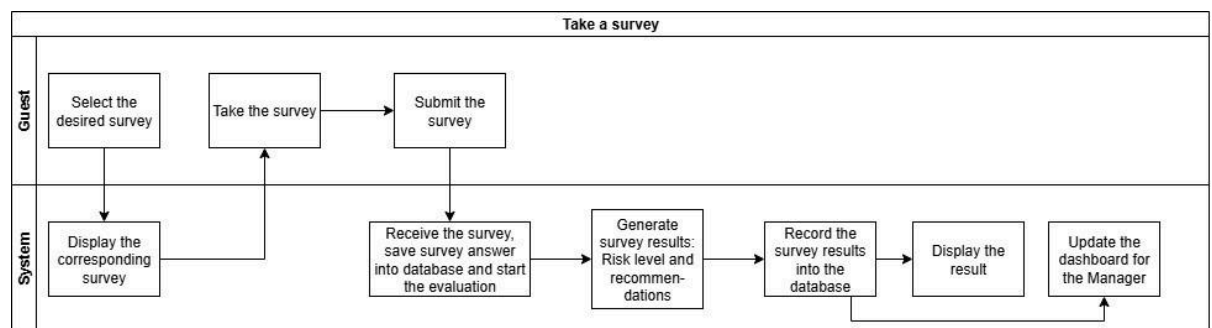 Take a survey
Guest
Select the
desired survey
Take the survey
Submit the
survey
System
Display the
corresponding
survey
Receive the survey,
save survey answer
into database and start
the evaluation
Generate
survey results:
Risk level and
recommen-
dations
Record the
survey results
into the
database
Display the
result
Update the
dashboard for
the Manager